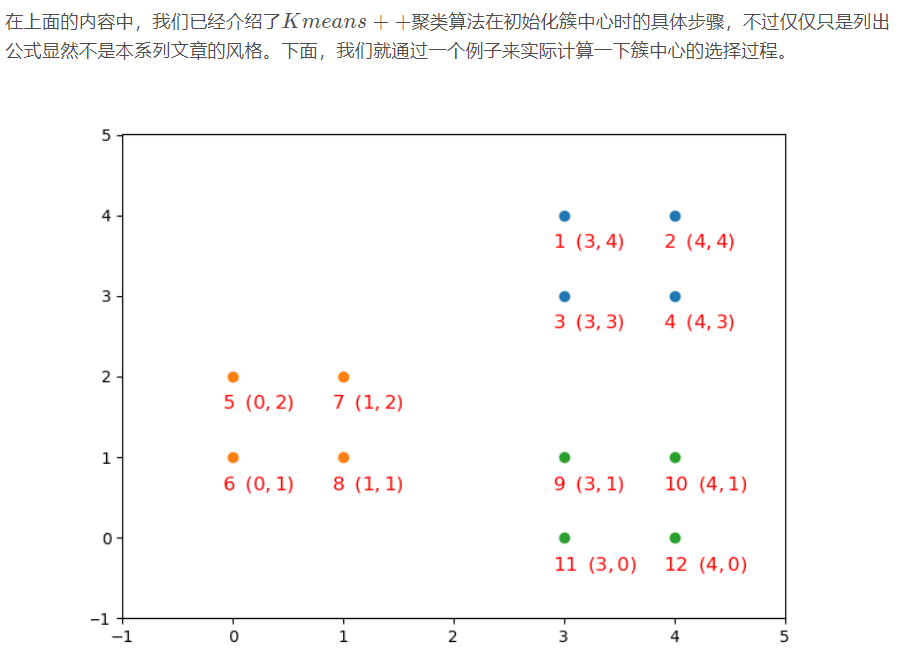 在上面的内容中，我们已经介绍了Kmeans++聚类算法在初始化簇中心时的具体步骤，不过仅仅只是列出
公式显然不是本系列文章的风格。下面，我们就通过一个例子来实际计算一下簇中心的选择过程。
5
4
1 (3, 4) 2 (4, 4)
3
3 (3, 3) 4 (4, 3)
2
5 (0, 2) 7 (1, 2)
1
6 (0, 1) 8 (1, 1) 9 (3, 1) 10 (4, 1)
0
11 (3, 0) 12 (4, 0)
−1
−1 0 1 2 3 4 5